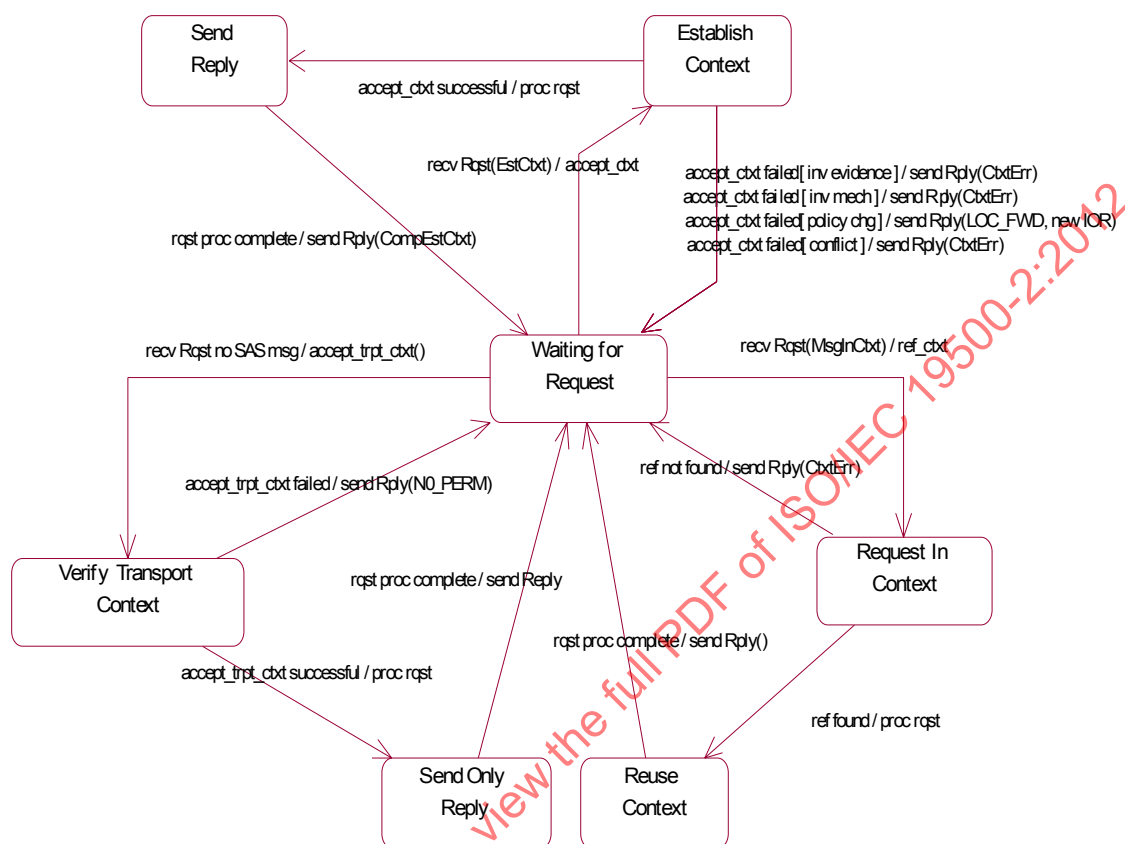 Send
Reply
Establish
Context
accept_ctxt successful / proc rqst
recv Rqst(EstCtxt) / accept_ctxt
accept_ctxt failed[ inv evidence ] / send Rply(CtxtErr)
accept_ctxt failed[ inv mech ] / send Rply(CtxtErr)
accept_ctxt failed[ policy chg ] / send Rply(LOC_FWD, new IOR)
accept_ctxt failed[ conflict ] / send Rply(CtxtErr)
rqst proc complete / send Rply(CompEstCtxt)
recv Rqst no SAS msg / accept_trpt_ctxt()
Waiting for
Request
recv Rqst(MsgInCtxt) / ref_ctxt
accept_trpt_ctxt failed / send Rply(N0_PERM)
ref not found / send Rply(CtxtErr)
Verify Transport
Context
Request In
Context
rqst proc complete / send Reply
rqst proc complete / send Rply()
accept_trpt_ctxt successful / proc rqst
ref found / proc rqst
Send Only
Reply
Reuse
Context
view the full PDF of ISO/IEC 19500-2:2012